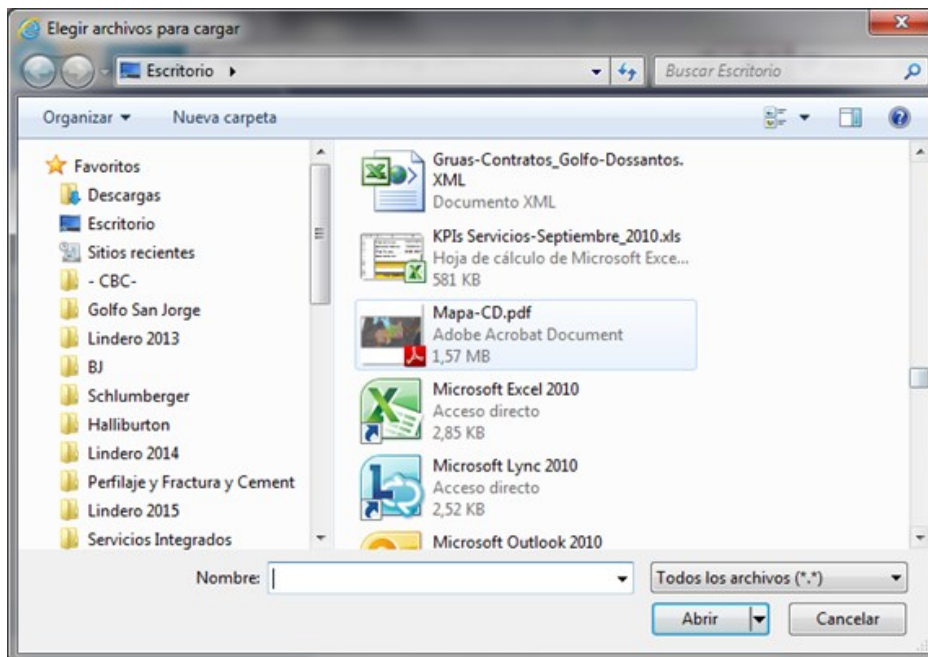 Elegir archivos para cargar
Escritorio
Buscar Escritorio
Organizar
Nueva carpeta
Favoritos
Descargas
Escritorio
Sitios recientes
- CBC-
Golfo San Jorge
Lindero 2013
BJ
Schlumberger
Halliburton
Lindero 2014
Perfilaje y Fractura y Cement
Lindero 2015
Servicios Integrados
Gruas-Contratos_Golfo-Dossantos.
XML
Documento XML
KPIs Servicios-Septiembre_2010.xls
Hoja de cálculo de Microsoft Exce...
581 KB
Mapa-CD.pdf
Adobe Acrobat Document
1,57 MB
Microsoft Excel 2010
Acceso directo
2,85 KB
Microsoft Lync 2010
Acceso directo
2,52 KB
Microsoft Outlook 2010
Nombre:
Todos los archivos (*.*)
Abrir
Cancelar